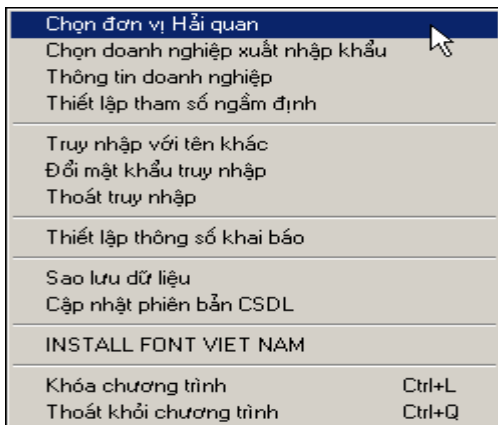 Chọn đơn vị Hải quan
Chọn doanh nghiệp xuất nhập khẩu
Thông tin doanh nghiệp
Thiết lập tham số ngầm định
Truy nhập với tên khác
Đổi mật khẩu truy nhập
Thoát truy nhập
Thiết lập thông số khai báo
Sao lưu dữ liệu
Cập nhật phiên bản CSDL
INSTALL FONT VIET NAM
Khóa chương trình Ctrl+L
Thoát khỏi chương trình Ctrl+Q